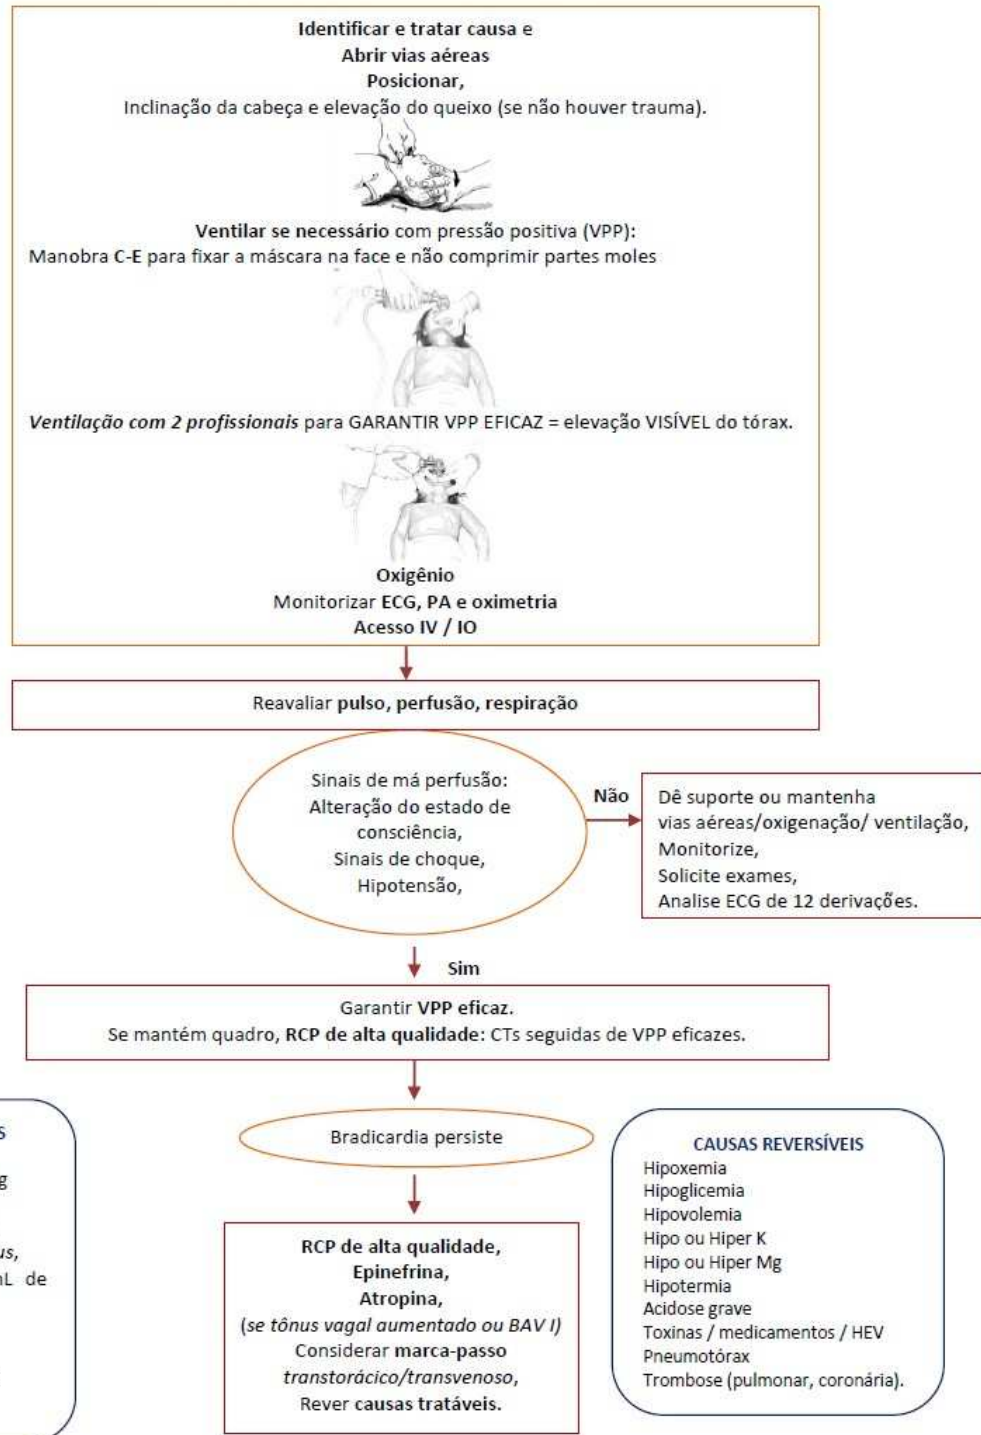 Identificar e tratar causa e
Abrir vias aéreas
Posicionar,
Inclinação da cabeça e elevação do queixo (se não houver trauma).
Ventilar se necessário com pressão positiva (VPP):
Manobra C-E para fixar a máscara na face e não comprimir partes moles
Ventilação com 2 profissionais para GARANTIR VPP EFICAZ = elevação VISÍVEL do tórax.
Oxigênio
Monitorizar ECG, PA e oximetria
Acesso IV / IO
Reavaliar pulso, perfusão, respiração
Sinais de má perfusão:
Alteração do estado de
consciência,
Sinais de choque,
Hipotensão,
Não
Dê suporte ou mantenha
vias aéreas/oxigenação/ ventilação,
Monitorize,
Solicite exames,
Analise ECG de 12 derivações.
Sim
Garantir VPP eficaz.
Se mantém quadro, RCP de alta qualidade: CTs seguidas de VPP eficazes.
Bradicardia persiste
RCP de alta qualidade,
Epinefrina,
Atropina,
(se tônus vagal aumentado ou BAV I)
Considerar marca-passo
transtorácico/transvenoso,
Rever causas tratáveis.
CAUSAS REVERSÍVEIS
Hipoxemia
Hipoglicemia
Hipovolemia
Hipo ou Hiper K
Hipo ou Hiper Mg
Hipotermia
Acidose grave
Toxinas / medicamentos / HEV
Pneumotórax
Trombose (pulmonar, coronária).
de